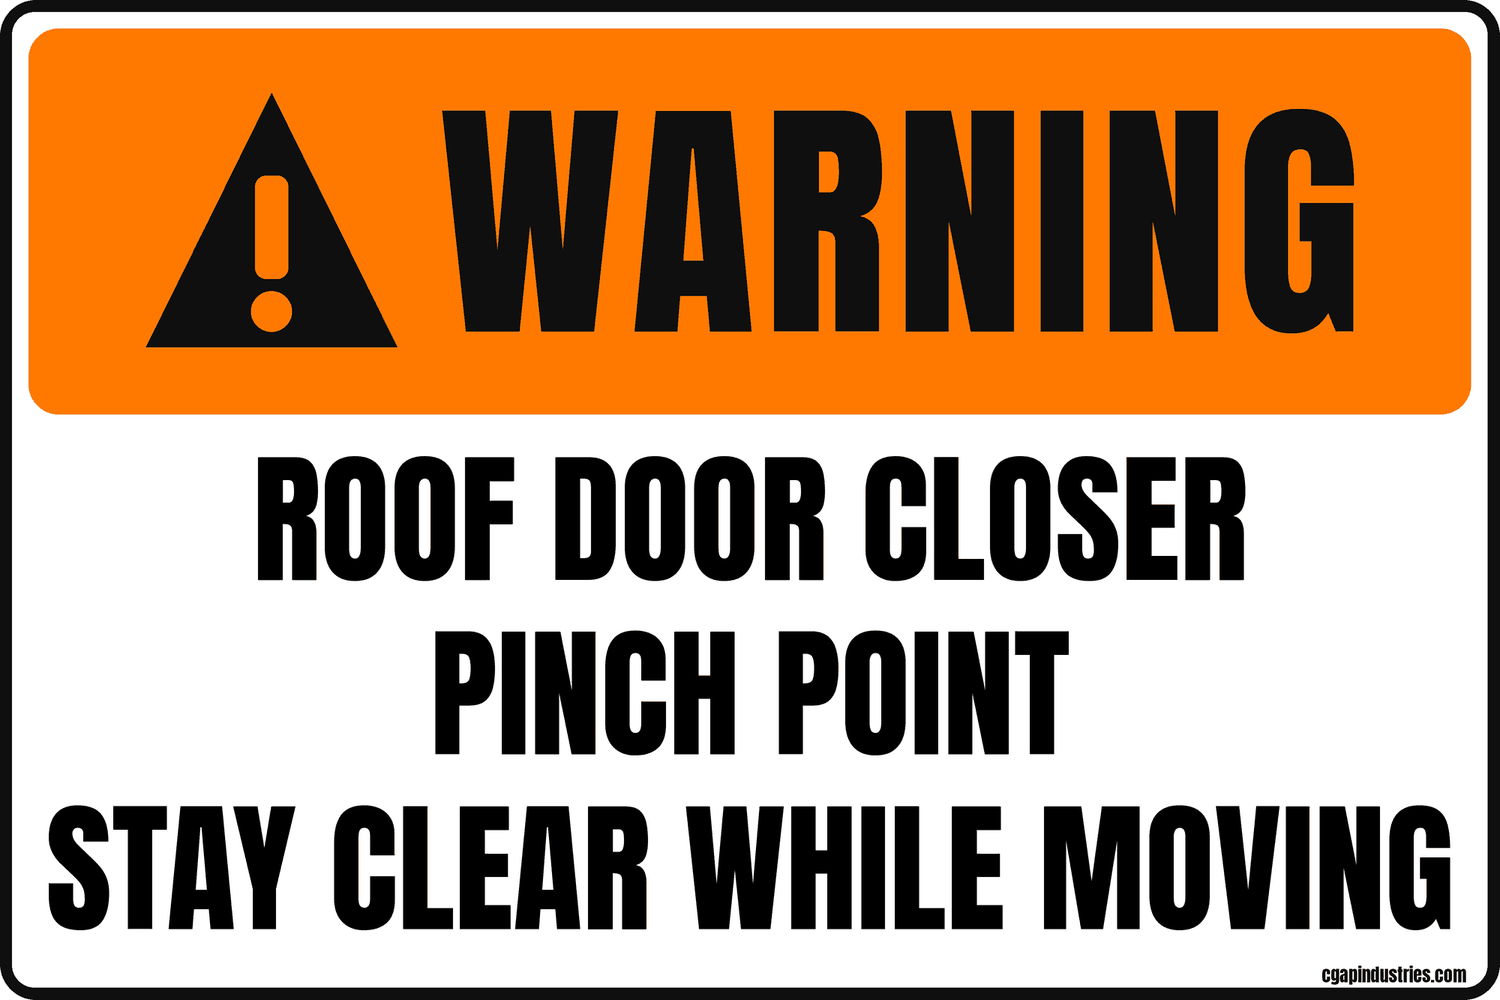 WARNING
ROOF DOOR CLOSER
PINCH POINT
STAY CLEAR WHILE MOVING
cgapindustries.com